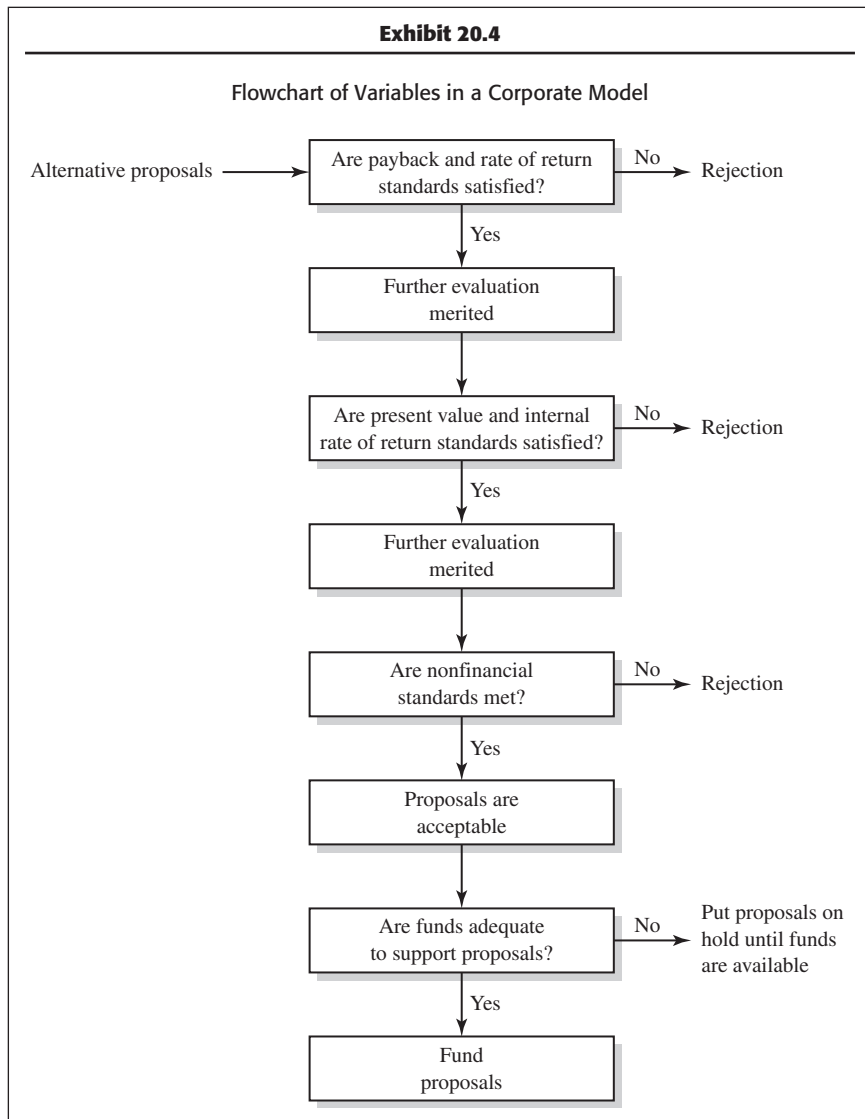 Exhibit 20.4
Flowchart of Variables in a Corporate Model
Alternative proposals
Are payback and rate of return
standards satisfied?
No
Rejection
Yes
Further evaluation
merited
Are present value and internal
rate of return standards satisfied?
No
Rejection
Yes
Further evaluation
merited
Are nonfinancial
standards met?
No
Rejection
Yes
Proposals are
acceptable
Are funds adequate
to support proposals?
No
Put proposals on
hold until funds
are available
Yes
Fund
proposals